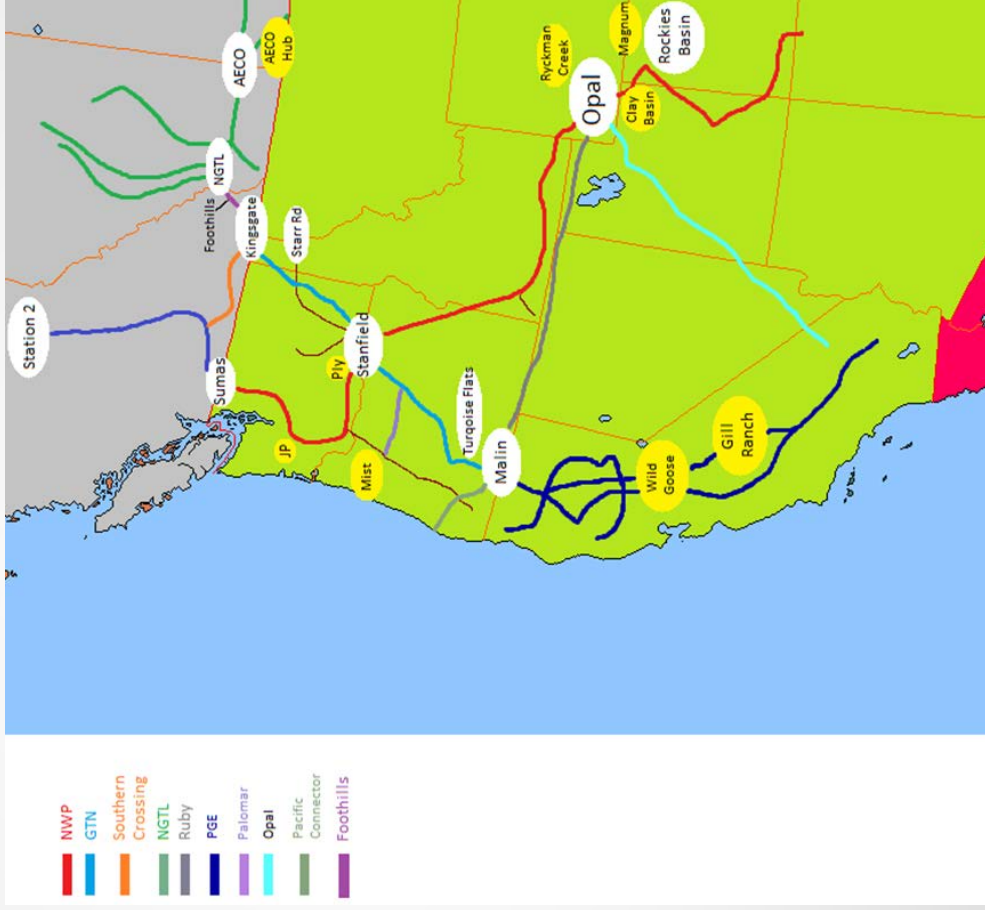 Station 2
Sumas
Foothills
NGTL
AECO
AECO
Hub
Kingsgate
Starr Rd
JP
Ply
Stanfield
Mist
Turqoise Flats
Malin
Ryckman
Creek
Magnum
Rockies
Basin
Opal
Clay
Basin
Wild
Goose
Gill
Ranch
NWP
GTN
Southern
Crossing
NGTL
Ruby
PGE
Palomar
Opal
Pacific
Connector
Foothills